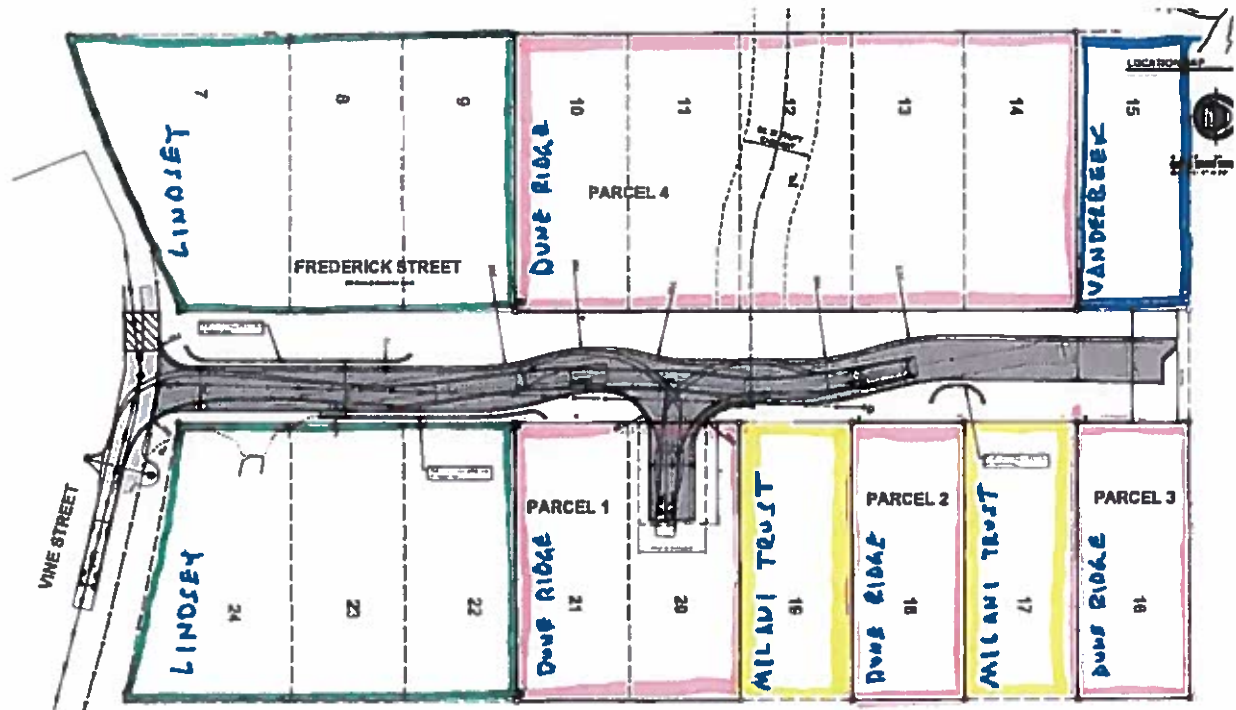 LOCATION MAP
7
8
9
10
11
12
13
14
15
LINDSEY
DUNE RIDGE
PARCEL 4
VANDERBEEK
FREDERICK STREET
VINE STREET
LINDSEY
24
23
22
PARCEL 1
DUNE RIDGE
21
20
MILANI TRUST
19
PARCEL 2
DUNE RIDGE
18
MILANI TRUST
17
PARCEL 3
DUNE RIDGE
16